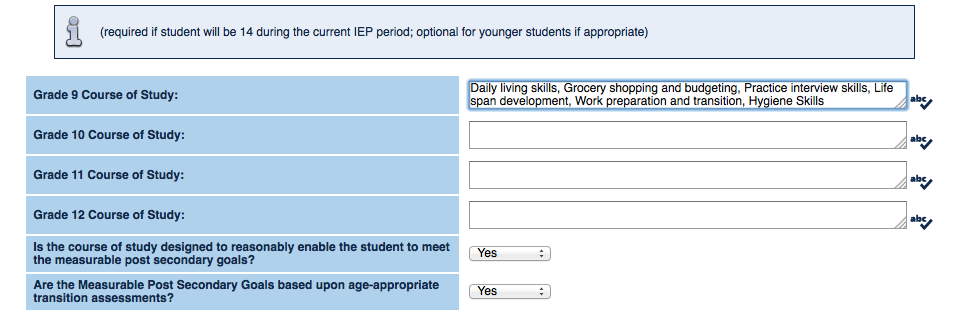 (required if student will be 14 during the current IEP period; optional for younger students if appropriate)
Grade 9 Course of Study:
Daily living skills, Grocery shopping and budgeting, Practice interview skills, Life
span development, Work preparation and transition, Hygiene Skills
abc
Grade 10 Course of Study:
abc
Grade 11 Course of Study:
abc
Grade 12 Course of Study:
abc
Is the course of study designed to reasonably enable the student to meet
the measurable post secondary goals?
Yes
Are the Measurable Post Secondary Goals based upon age-appropriate
transition assessments?
Yes